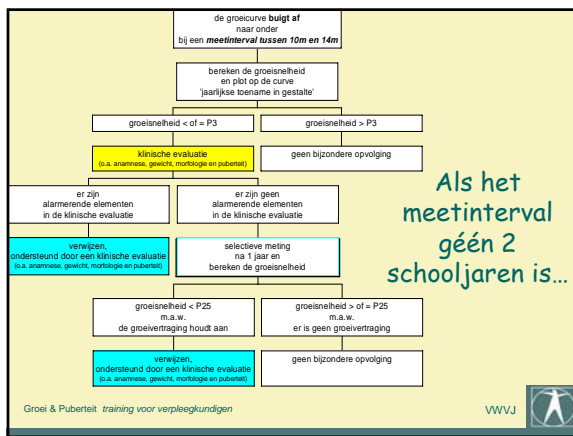 de groeicurve buigt af
naar onder
bij een meetinterval tussen 10m en 14m
bereken de groeisnelheid
en plot op de curve
'jaarlijkse toename in gestalte'
groeisnelheid < of = P3
groeisnelheid > P3
klinische evaluatie
(o.a. anamnese, gewicht, morfologie en puberteit)
geen bijzondere opvolging
er zijn
alarmerende elementen
in de klinische evaluatie
er zijn geen
alarmerende elementen
in de klinische evaluatie
verwijzen,
ondersteund door een klinische evaluatie
(o.a. anamnese, gewicht, morfologie en puberteit)
selectieve meting
na 1 jaar en
bereken de groeisnelheid
groeisnelheid < P25
m.a.w.
de groeivertraging houdt aan
groeisnelheid > of = P25
m.a.w.
er is geen groeivertraging
verwijzen,
ondersteund door een klinische evaluatie
(o.a. anamnese, gewicht, morfologie en puberteit)
geen bijzondere opvolging
Als het
meetinterval
géén 2
schooljaren is…
Groei & Puberteit training voor verpleegkundigen
VWVJ